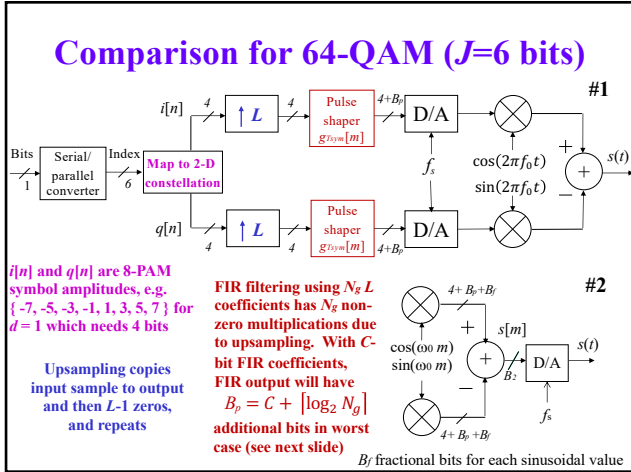 Comparison for 64-QAM (J=6 bits)
#1
i[n]
4
↑ L
4
Pulse
shaper
gTsym[m]
4+Bp
D/A
Bits
1
Serial/
parallel
converter
Index
6
Map to 2-D
constellation
fs
cos(2πf0t)
sin(2πf0t)
+
+
−
s(t)
q[n]
4
↑ L
4
Pulse
shaper
gTsym[m]
4+Bp
D/A
i[n] and q[n] are 8-PAM
symbol amplitudes, e.g.
{ -7, -5, -3, -1, 1, 3, 5, 7 } for
d = 1 which needs 4 bits
Upsampling copies
input sample to output
and then L-1 zeros,
and repeats
FIR filtering using Ng L
coefficients has Ng non-
zero multiplications due
to upsampling. With C-
bit FIR coefficients,
FIR output will have
Bp = C + ⌈log2 Ng⌉
additional bits in worst
case (see next slide)
#2
4+ Bp+Bf
cos(ω0 m)
sin(ω0 m)
+
+
−
s[m]
B2
D/A
s(t)
fs
4+ Bp+Bf
Bf fractional bits for each sinusoidal value